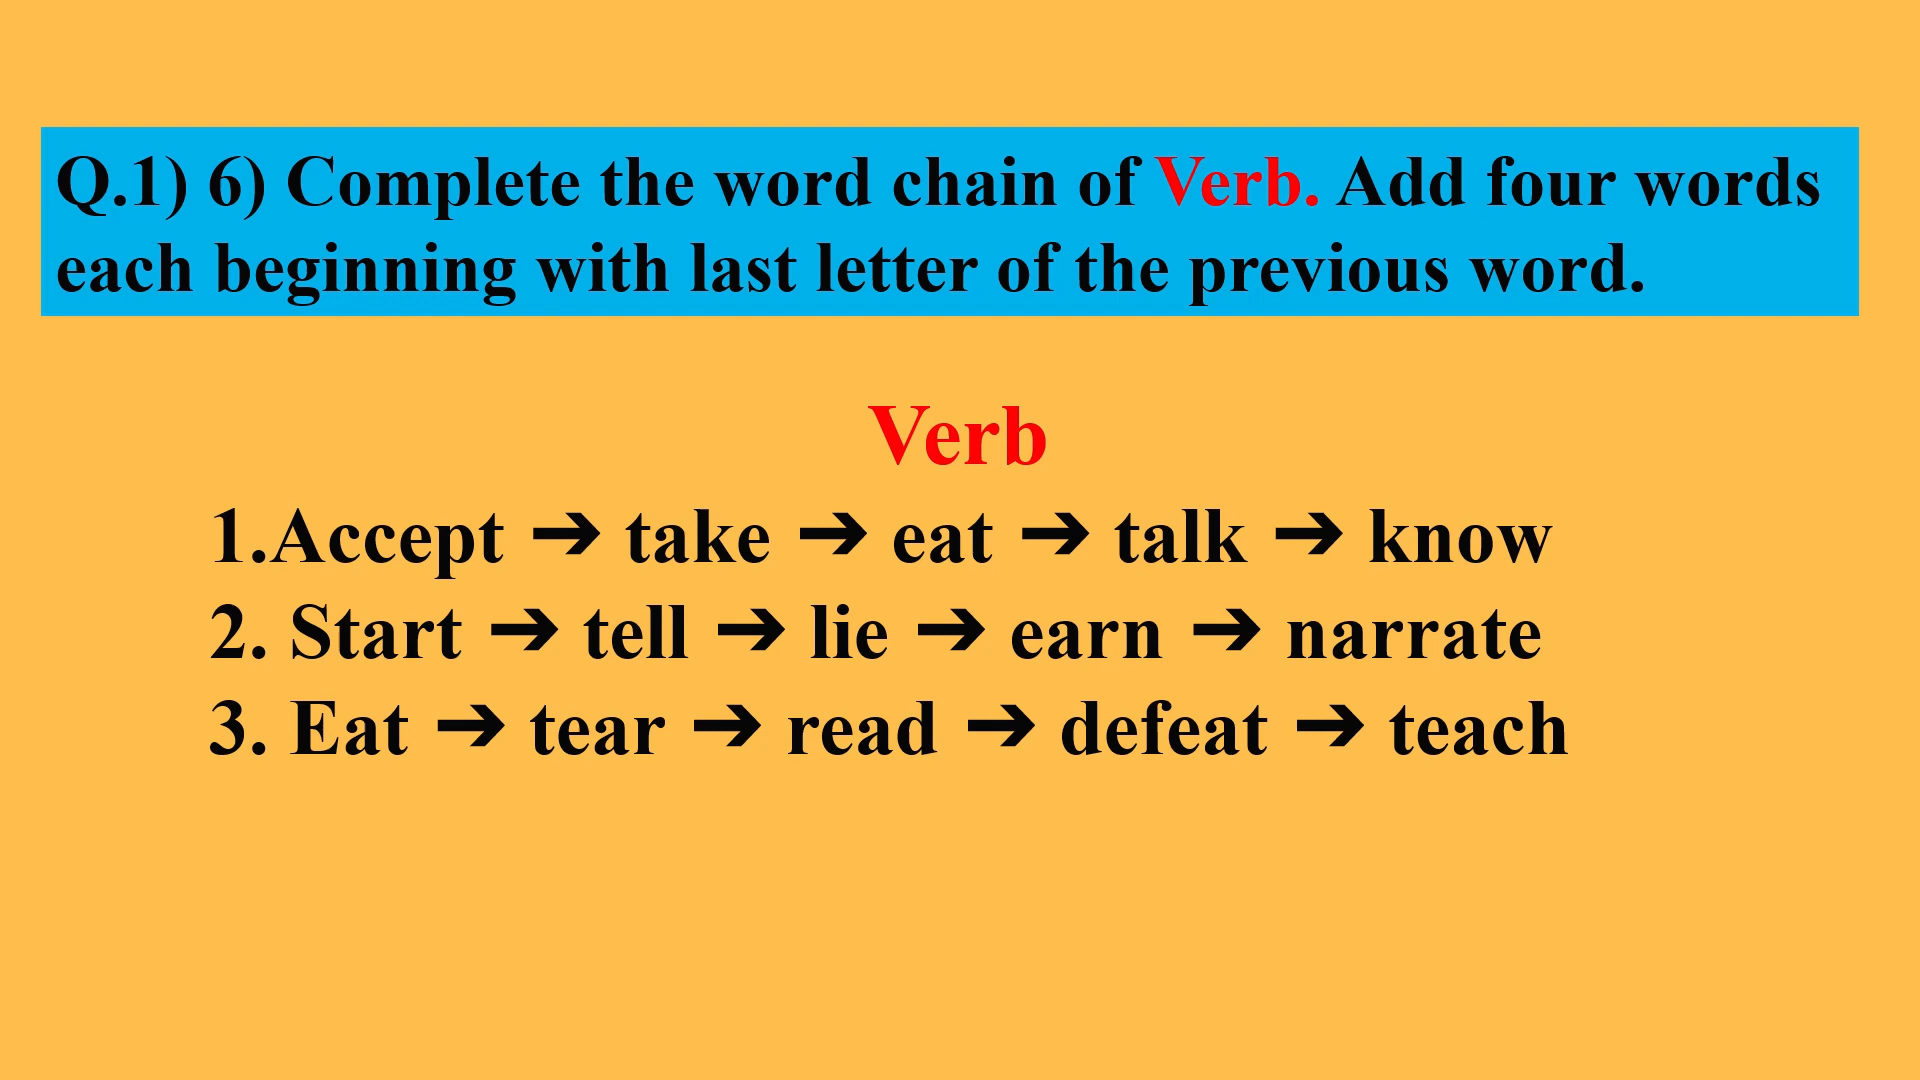 Q.1) 6) Complete the word chain of Verb. Add four words
each beginning with last letter of the previous word.
Verb
1.Accept ➔ take ➔ eat ➔ talk ➔ know
2. Start ➔ tell ➔ lie ➔ earn ➔ narrate
3. Eat ➔ tear ➔ read ➔ defeat ➔ teach